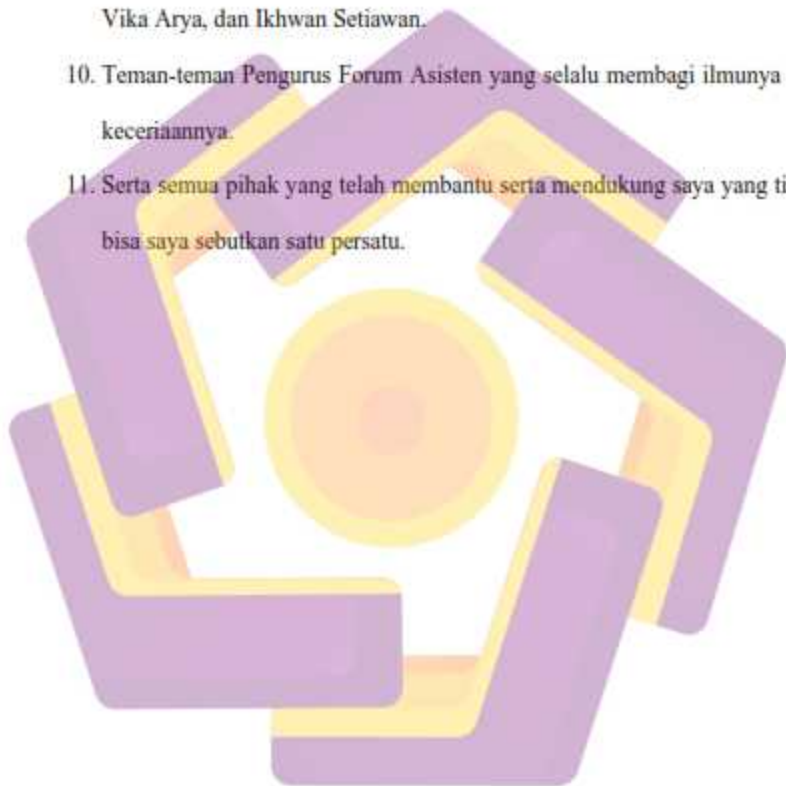 Vika Arya, dan Ikhwan Setiawan.
10. Teman-teman Pengurus Forum Asisten yang selalu membagi ilmunya
keceriaannya.
11. Serta semua pihak yang telah membantu serta mendukung saya yang
bisa saya sebutkan satu persatu.